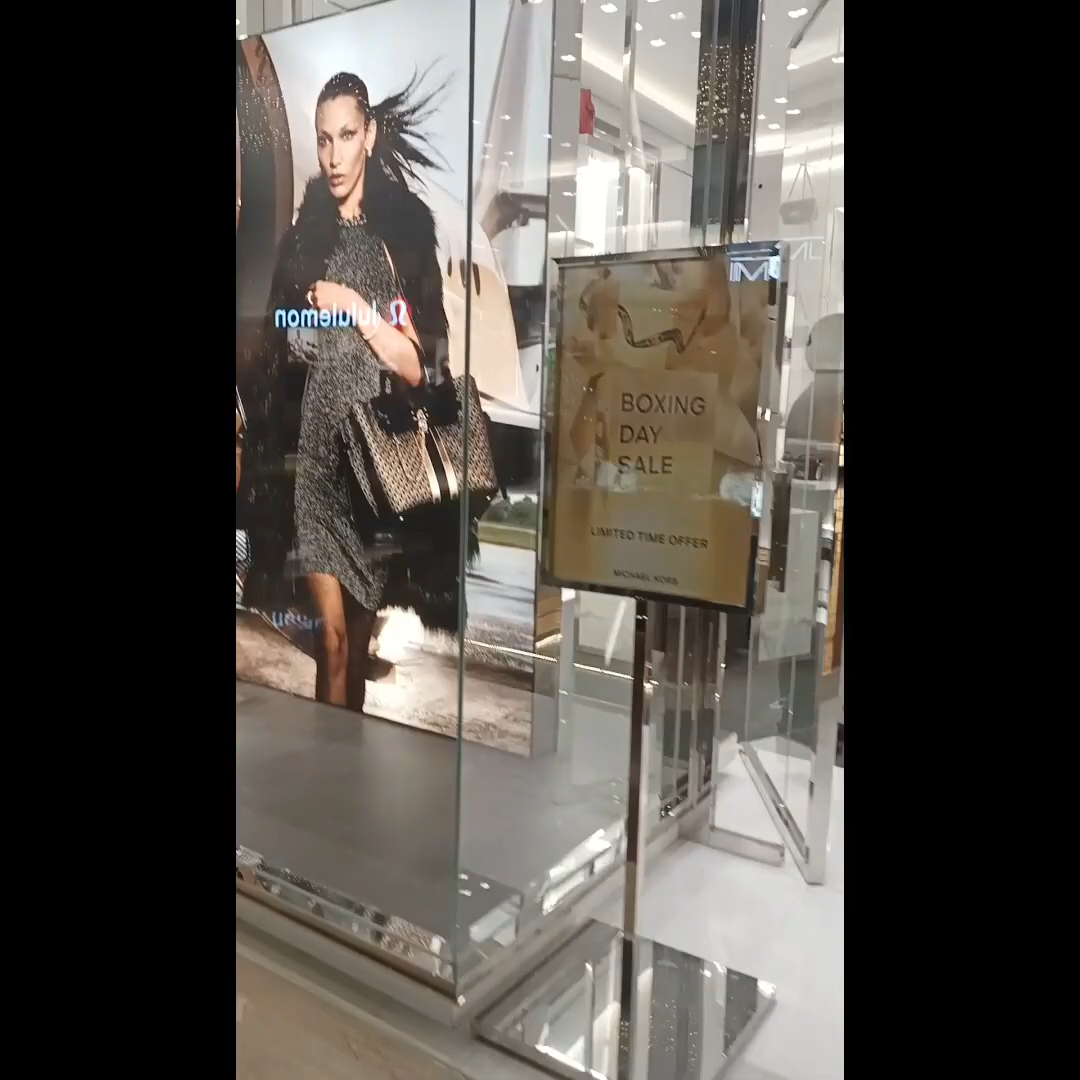 lululemon
BOXING
DAY
SALE
LIMITED TIME OFFER
MICHAEL KORS